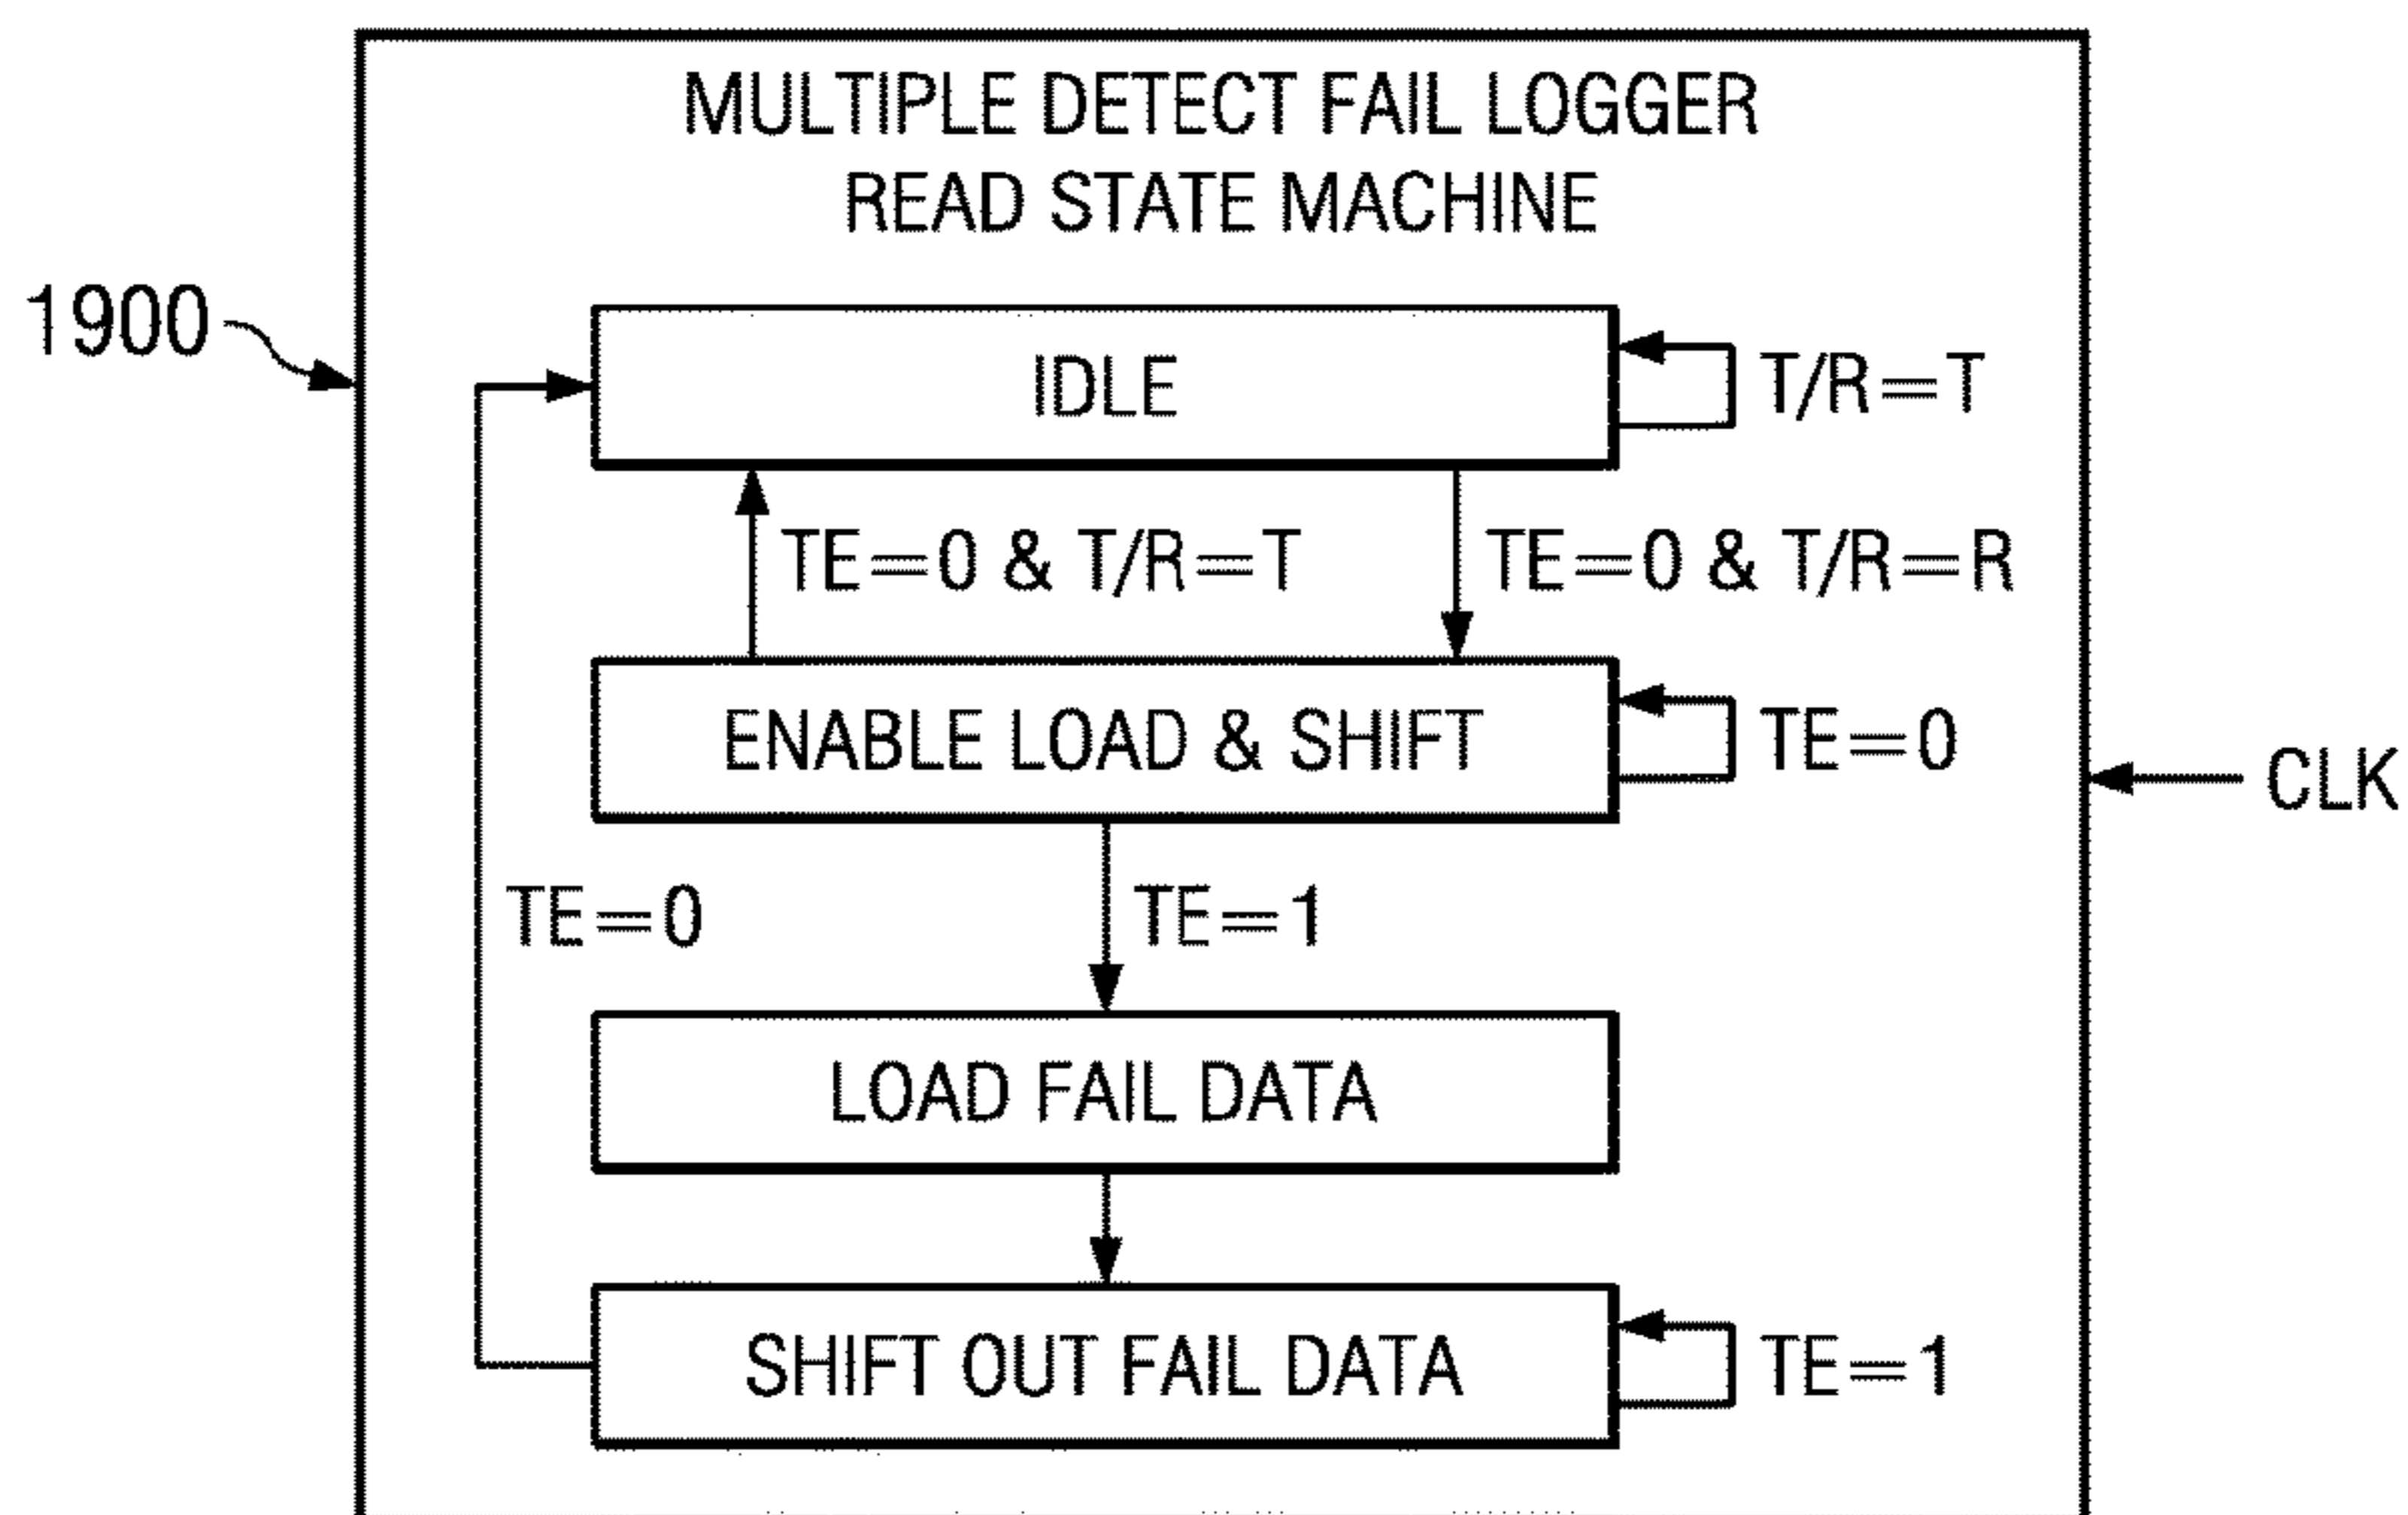 MULTIPLE DETECT FAIL LOGGER
READ STATE MACHINE
1900
IDLE
T/R=T
TE=0 & T/R=T
TE=0 & T/R=R
ENABLE LOAD & SHIFT
TE=0
CLK
TE=0
TE=1
LOAD FAIL DATA
SHIFT OUT FAIL DATA
TE=1